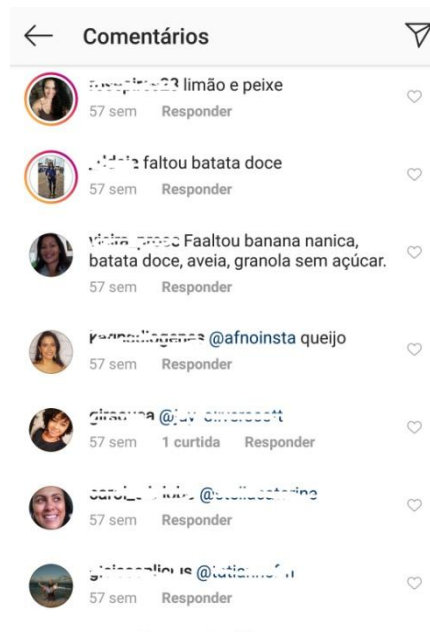 Comentários
limão e peixe
57 sem Responder
faltou batata doce
57 sem Responder
Faaltou banana nanica,
batata doce, aveia, granola sem açúcar.
57 sem Responder
@afnoinsta queijo
57 sem Responder
57 sem 1 curtida Responder
57 sem Responder
57 sem Responder